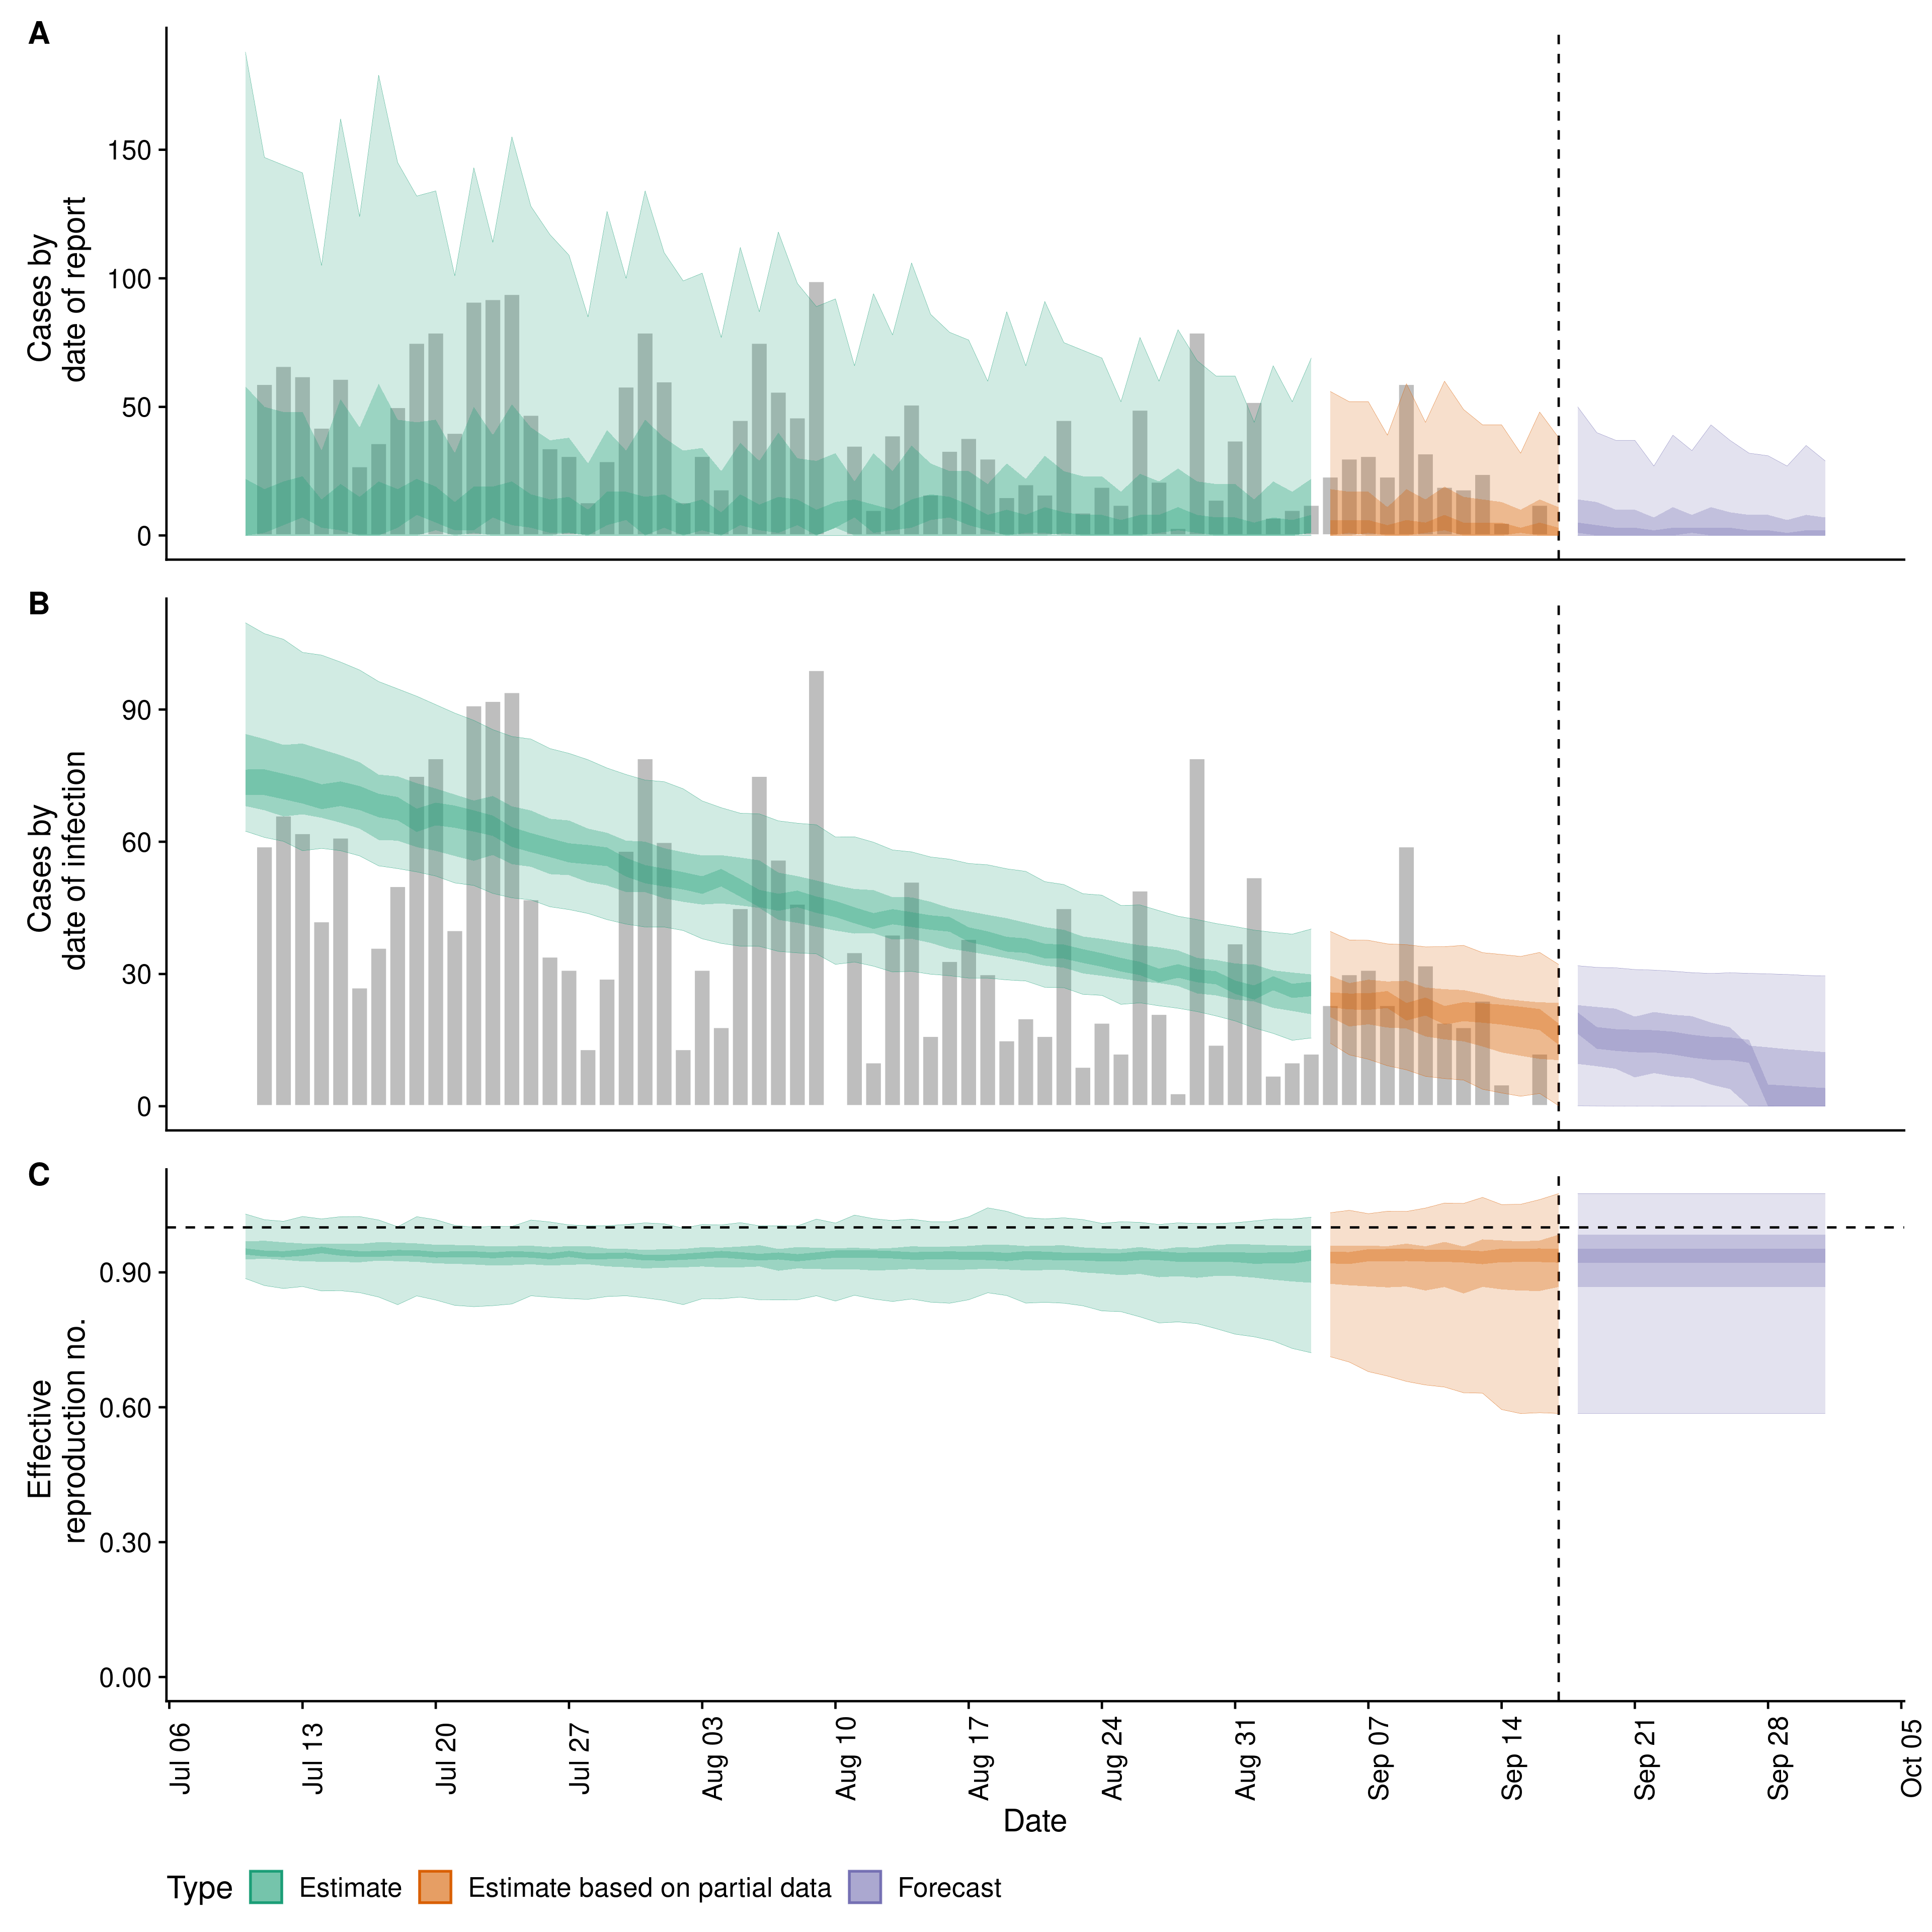 A
Cases by
date of report
150
100
50
0
B
Cases by
date of infection
90
60
30
0
C
Effective
reproduction no.
0.90
0.60
0.30
0.00
Jul 06
Jul 13
Jul 20
Jul 27
Aug 03
Aug 10
Aug 17
Aug 24
Aug 31
Sep 07
Sep 14
Sep 21
Sep 28
Oct 05
Date
Type Estimate Estimate based on partial data Forecast